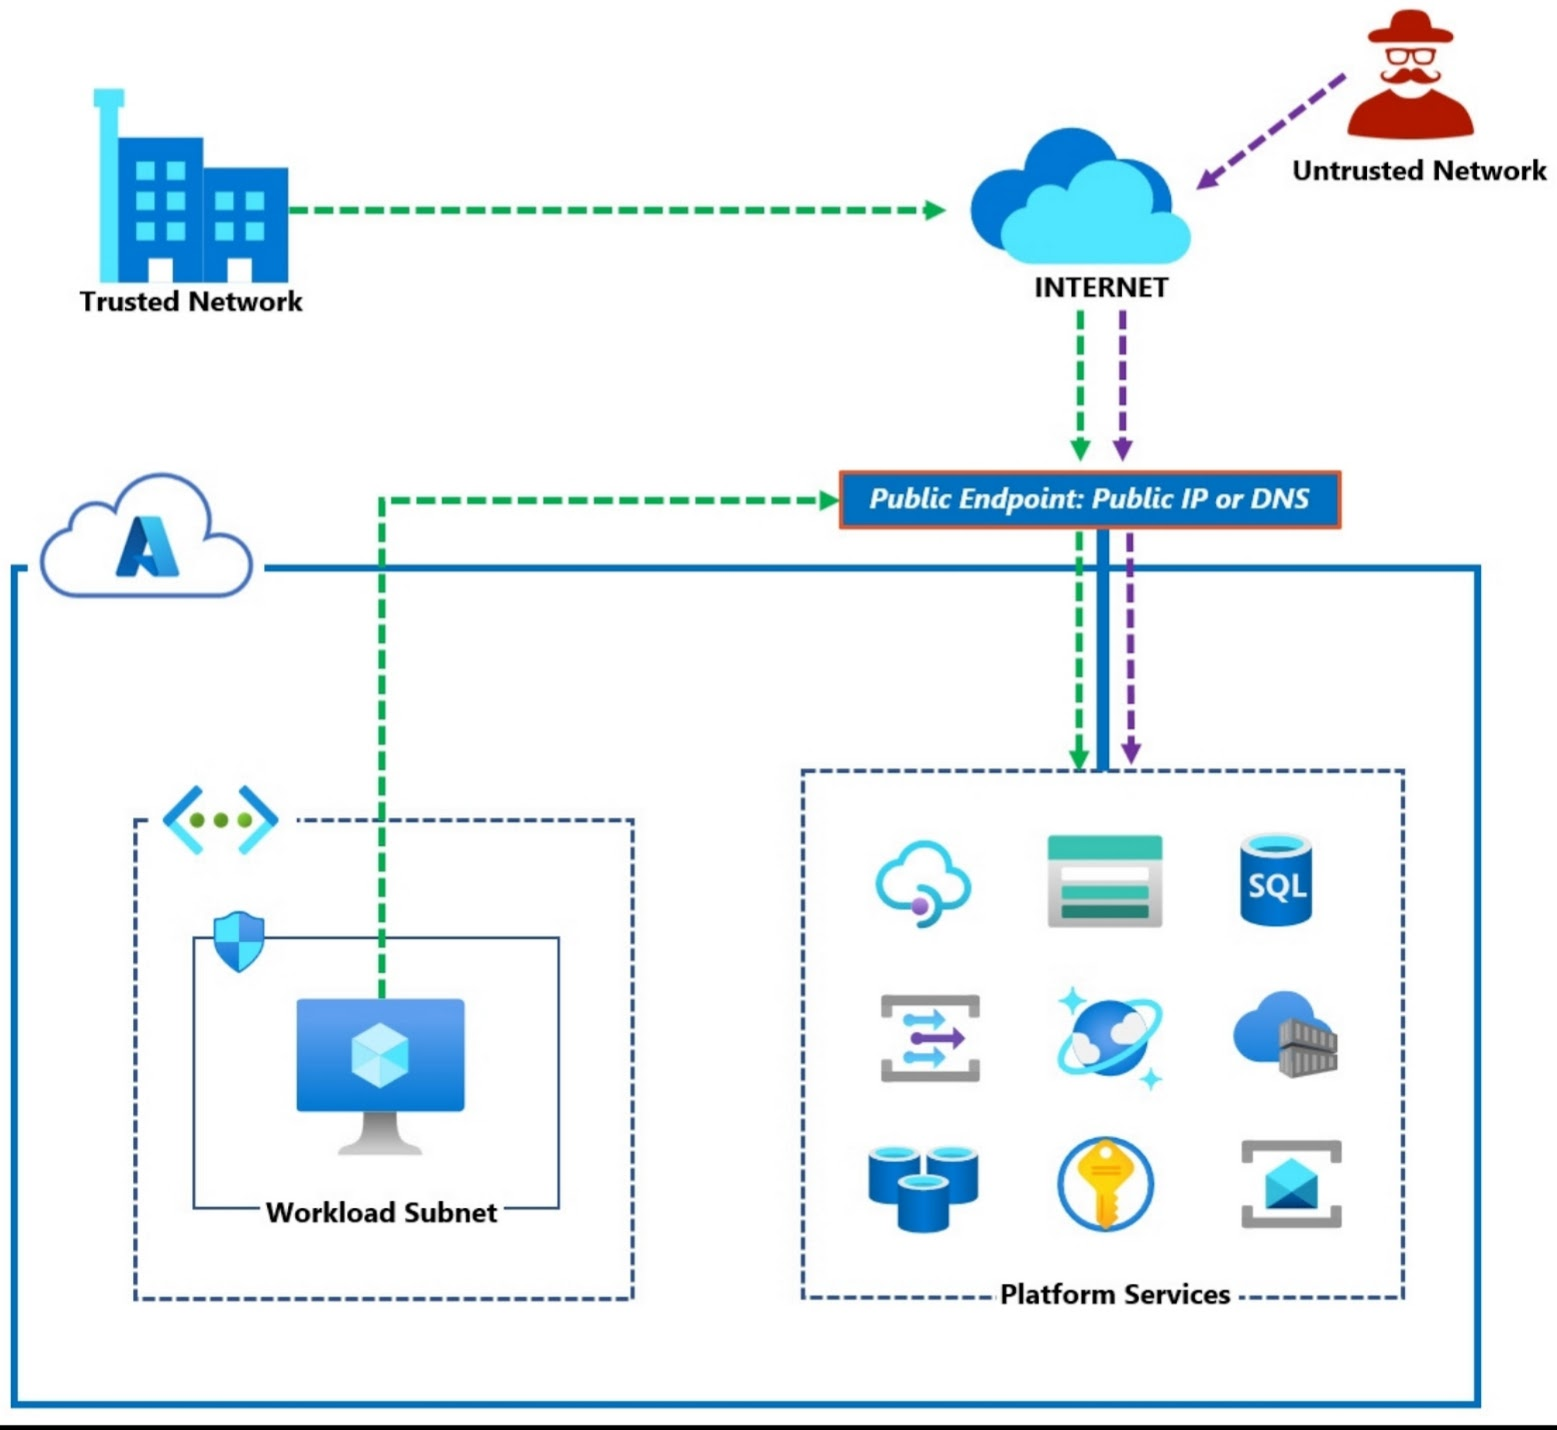 Untrusted Network
Trusted Network
INTERNET
Public Endpoint: Public IP or DNS
SQL
Workload Subnet
Platform Services